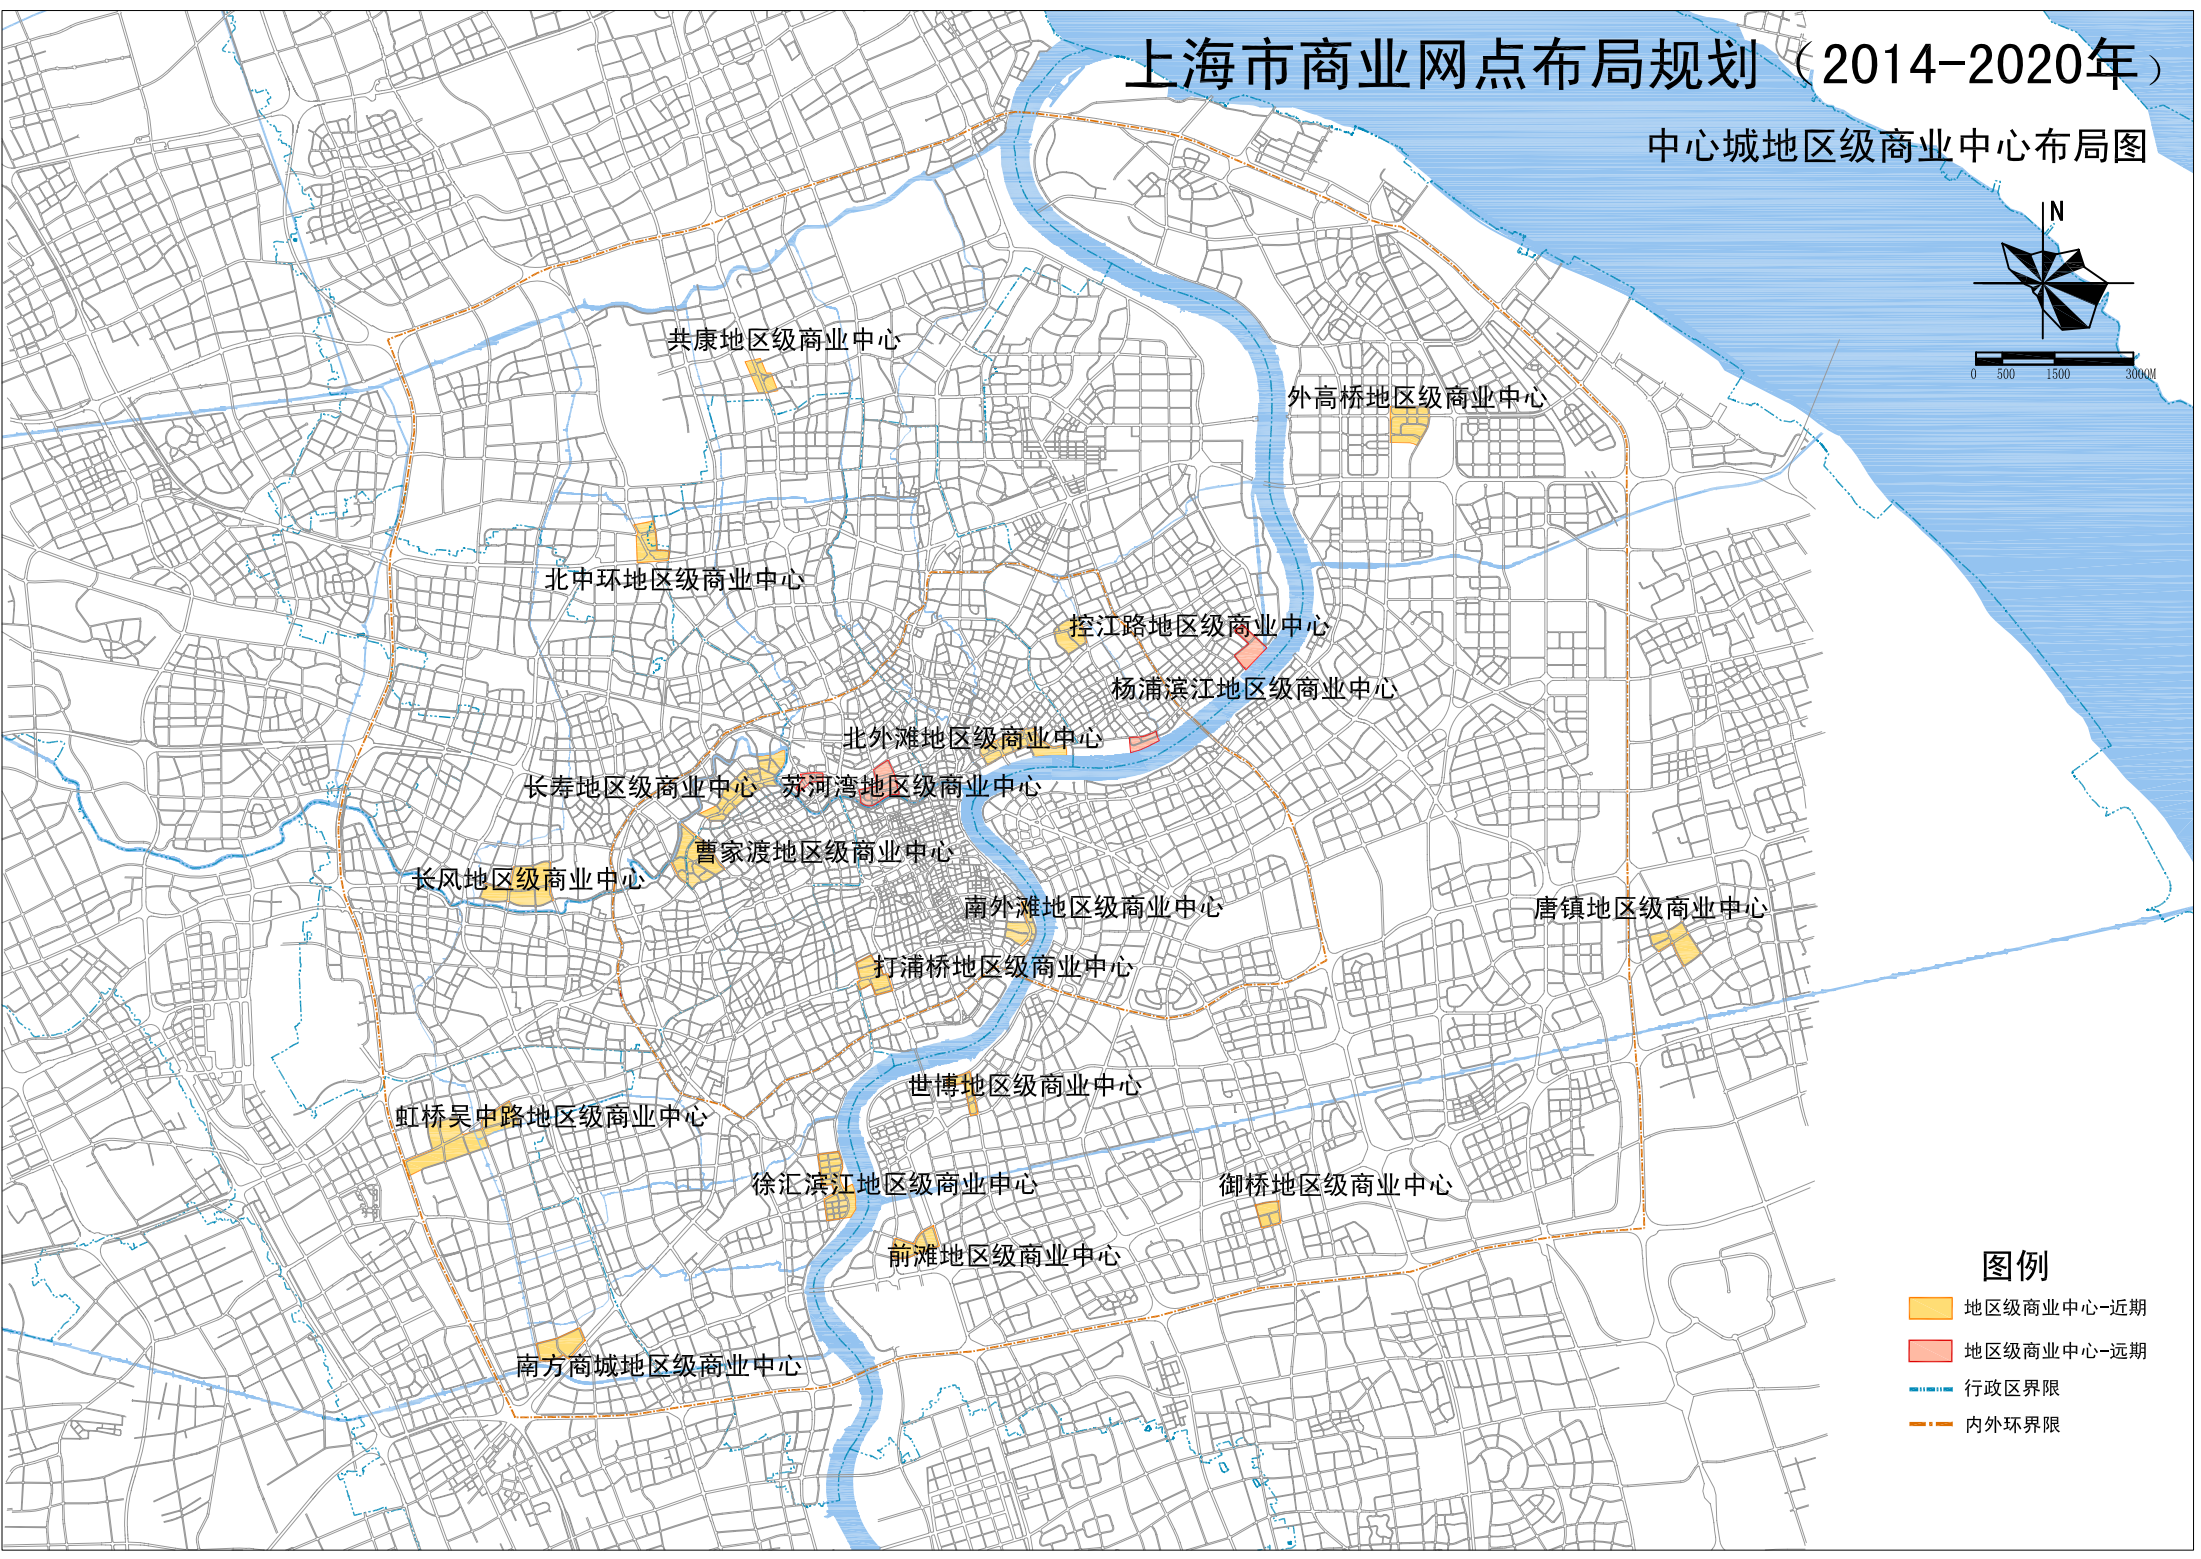 上海市商业网点布局规划（2014-2020年）
中心城地区级商业中心布局图
N
0 500 1500 3000M
共康地区级商业中心
外高桥地区级商业中心
北中环地区级商业中心
控江路地区级商业中心
杨浦滨江地区级商业中心
北外滩地区级商业中心
长寿地区级商业中心
苏河湾地区级商业中心
曹家渡地区级商业中心
长风地区级商业中心
南外滩地区级商业中心
唐镇地区级商业中心
打浦桥地区级商业中心
世博地区级商业中心
虹桥吴中路地区级商业中心
徐汇滨江地区级商业中心
御桥地区级商业中心
前滩地区级商业中心
南方商城地区级商业中心
图例
地区级商业中心-近期
地区级商业中心-远期
行政区界限
内外环界限